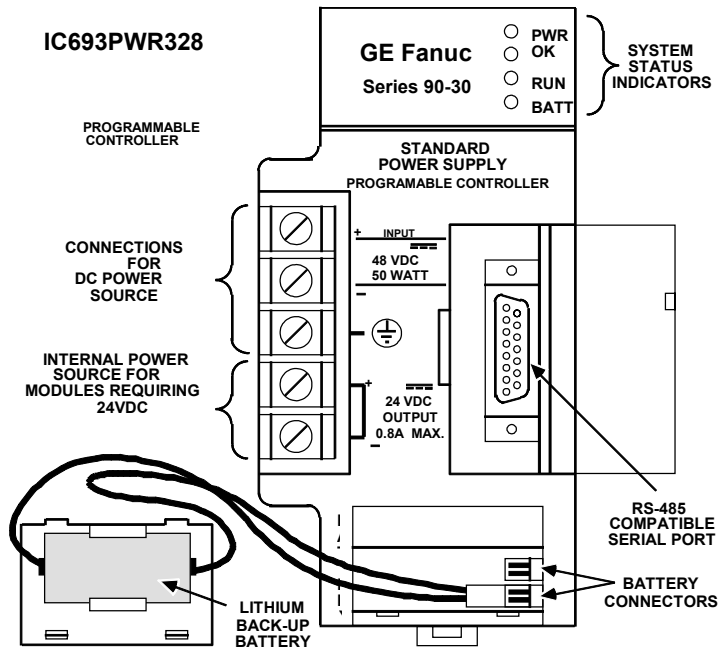 IC693PWR328
GE Fanuc
Series 90-30
PWR
OK
RUN
BATT
SYSTEM
STATUS
INDICATORS
PROGRAMMABLE
CONTROLLER
STANDARD
POWER SUPPLY
PROGRAMABLE CONTROLLER
CONNECTIONS
FOR
DC POWER
SOURCE
+ INPUT
48 VDC
50 WATT
–
INTERNAL POWER
SOURCE FOR
MODULES REQUIRING
24VDC
+
24 VDC
OUTPUT
0.8A MAX.
–
RS-485
COMPATIBLE
SERIAL PORT
BATTERY
CONNECTORS
LITHIUM
BACK-UP
BATTERY